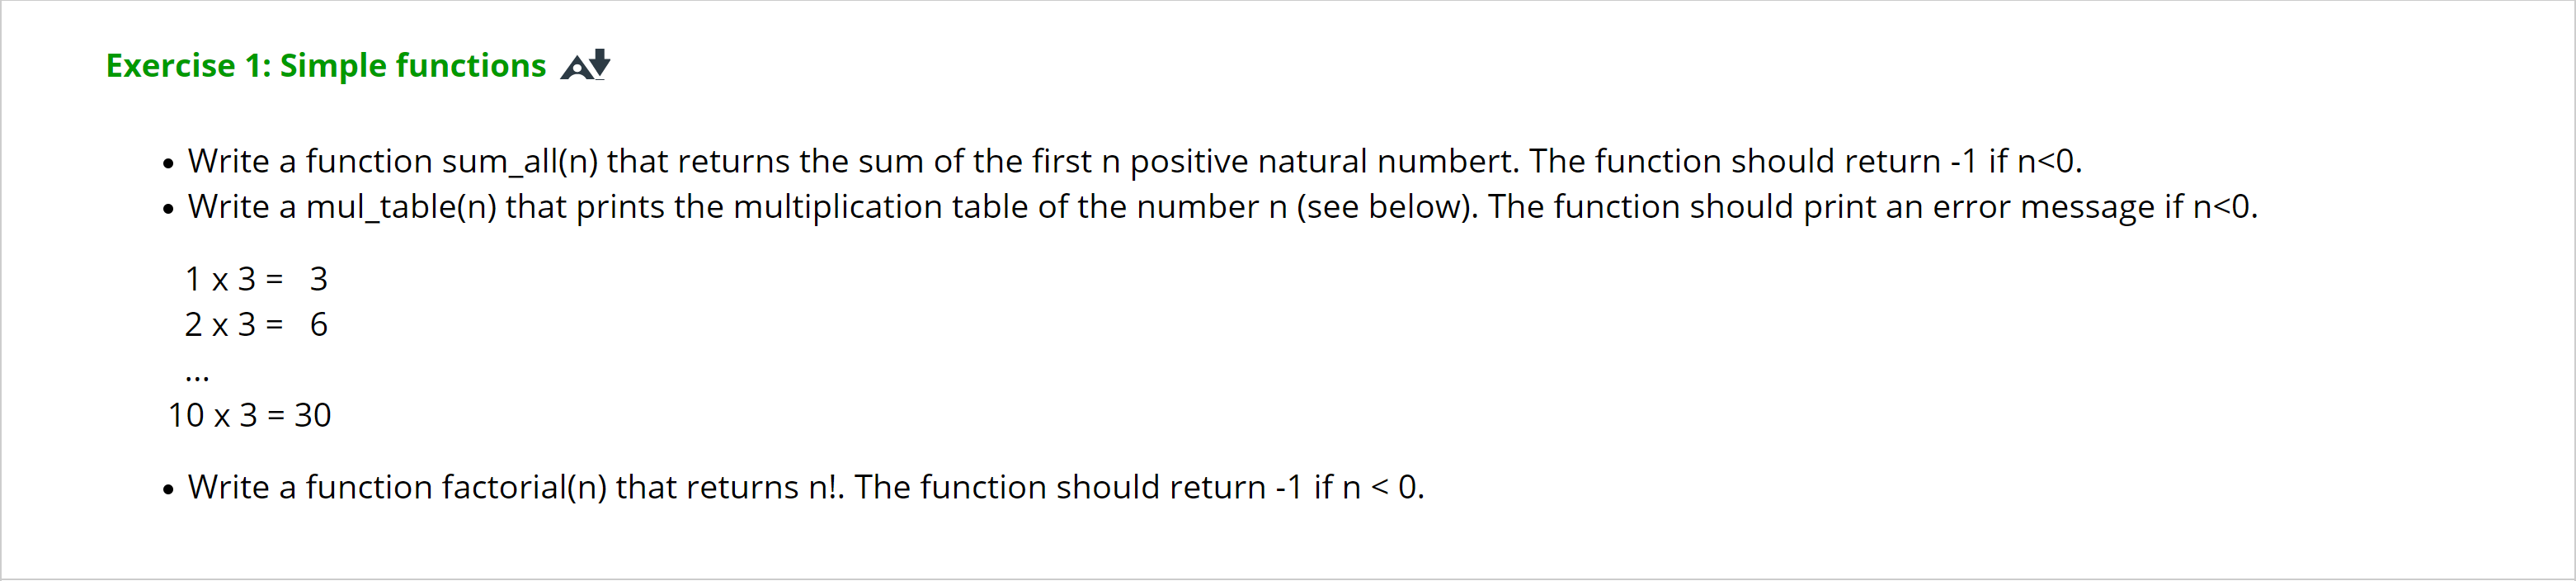 Exercise 1: Simple functions
• Write a function sum_all(n) that returns the sum of the first n positive natural numbert. The function should return -1 if n<0.
• Write a mul_table(n) that prints the multiplication table of the number n (see below). The function should print an error message if n<0.
1 x 3 =   3
2 x 3 =   6
...
10 x 3 = 30
• Write a function factorial(n) that returns n!. The function should return -1 if n < 0.